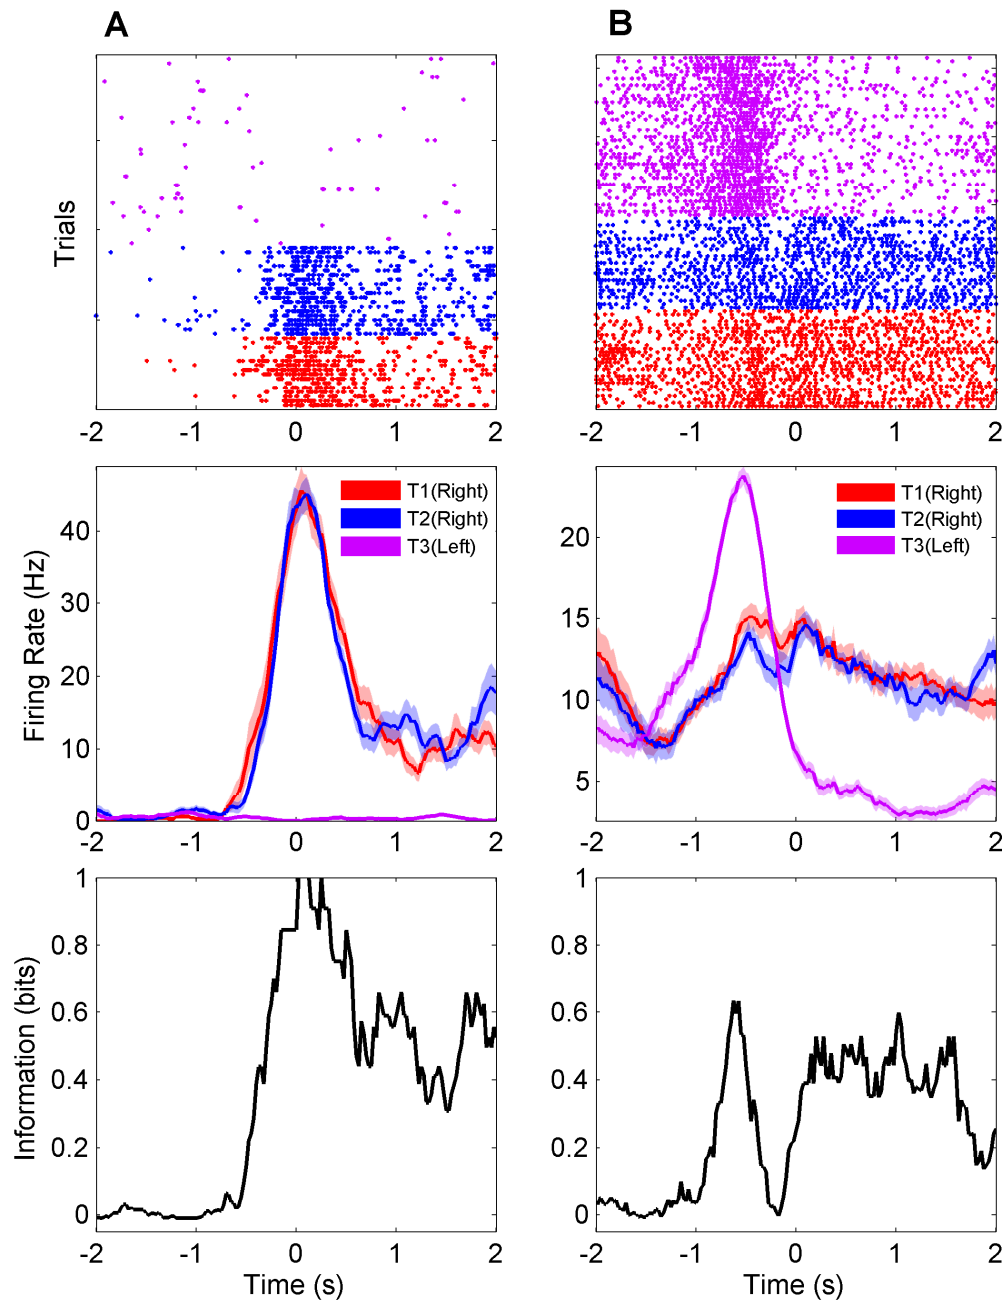 A
B
Trials
-2 -1 0 1 2
-2 -1 0 1 2
Firing Rate (Hz)
40
30
20
10
0
T1(Right)
T2(Right)
T3(Left)
-2 -1 0 1 2
20
15
10
5
T1(Right)
T2(Right)
T3(Left)
-2 -1 0 1 2
Information (bits)
1
0.8
0.6
0.4
0.2
0
-2 -1 0 1 2
Time (s)
1
0.8
0.6
0.4
0.2
0
-2 -1 0 1 2
Time (s)